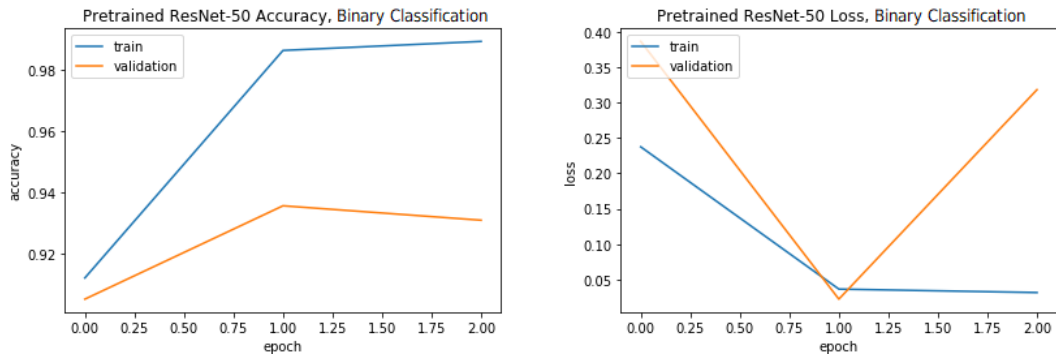 Pretrained ResNet-50 Accuracy, Binary Classification
train
validation
0.98
0.96
0.94
0.92
accuracy
0.00 0.25 0.50 0.75 1.00 1.25 1.50 1.75 2.00
epoch
Pretrained ResNet-50 Loss, Binary Classification
train
validation
0.40
0.35
0.30
0.25
0.20
0.15
0.10
0.05
loss
0.00 0.25 0.50 0.75 1.00 1.25 1.50 1.75 2.00
epoch